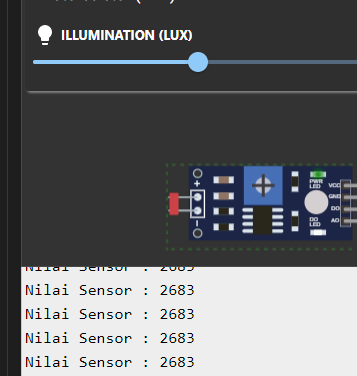 ILLUMINATION (LUX)
+
PWR
LED
VCC
GND
DO
DO
LED
AO
−
Nilai Sensor : 2683
Nilai Sensor : 2683
Nilai Sensor : 2683
Nilai Sensor : 2683
Nilai Sensor : 2683